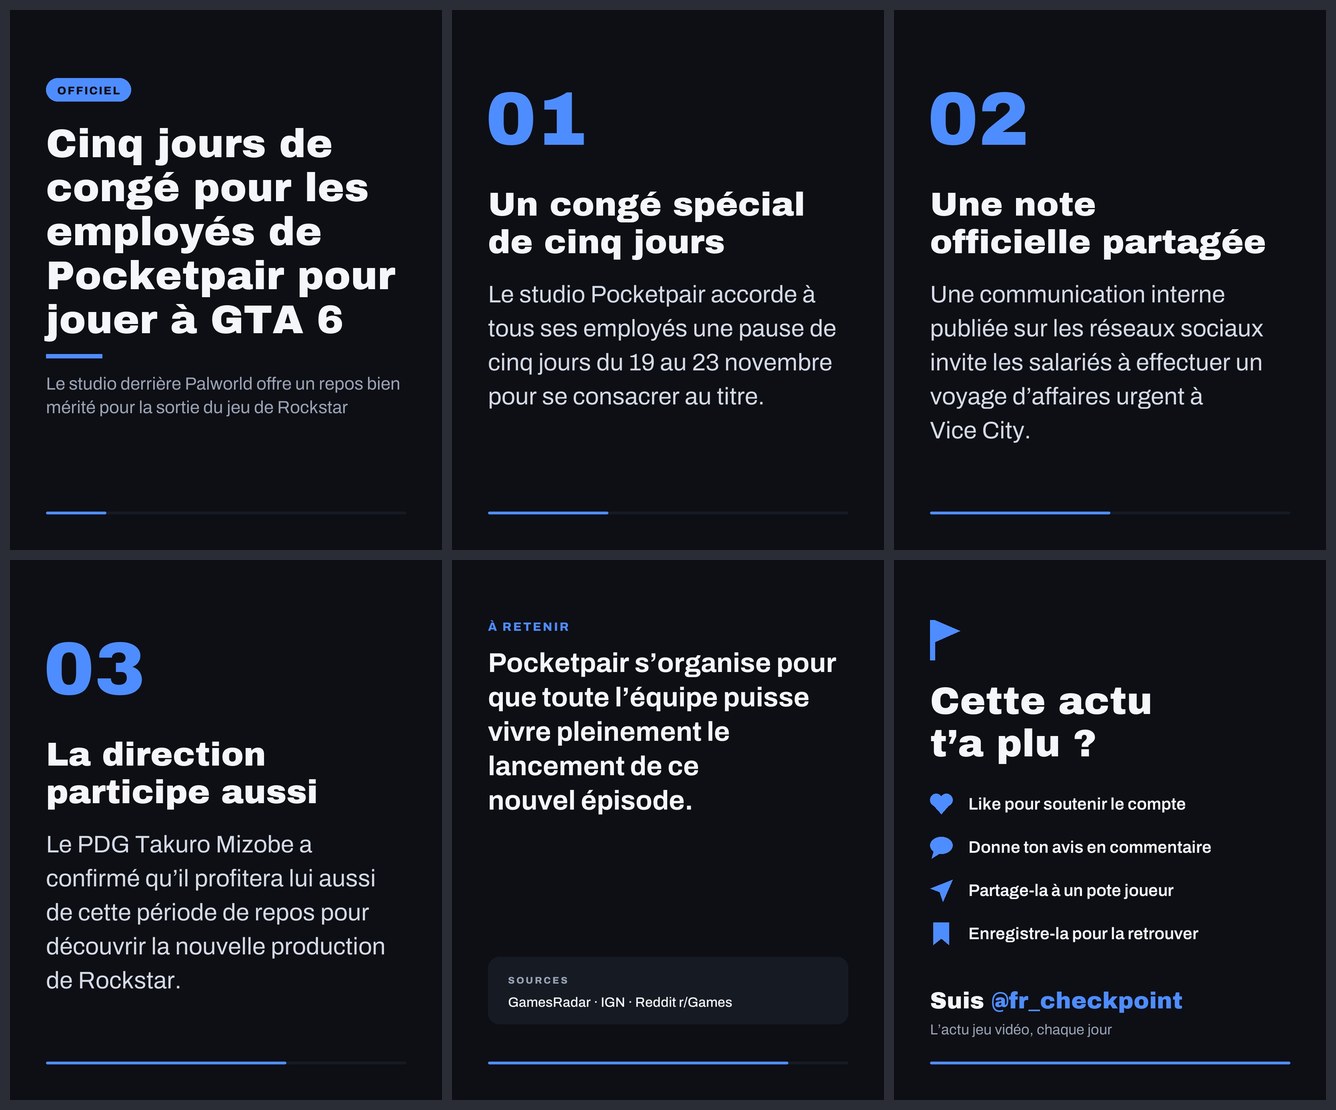 OFFICIEL
Cinq jours de
congé pour les
employés de
Pocketpair pour
jouer à GTA 6
Le studio derrière Palworld offre un repos bien
mérité pour la sortie du jeu de Rockstar
01
Un congé spécial
de cinq jours
Le studio Pocketpair accorde à
tous ses employés une pause de
cinq jours du 19 au 23 novembre
pour se consacrer au titre.
02
Une note
officielle partagée
Une communication interne
publiée sur les réseaux sociaux
invite les salariés à effectuer un
voyage d’affaires urgent à
Vice City.
03
La direction
participe aussi
Le PDG Takuro Mizobe a
confirmé qu’il profitera lui aussi
de cette période de repos pour
découvrir la nouvelle production
de Rockstar.
À RETENIR
Pocketpair s’organise pour
que toute l’équipe puisse
vivre pleinement le
lancement de ce
nouvel épisode.
SOURCES
GamesRadar · IGN · Reddit r/Games
Cette actu
t’a plu ?
Like pour soutenir le compte
Donne ton avis en commentaire
Partage-la à un pote joueur
Enregistre-la pour la retrouver
Suis @fr_checkpoint
L’actu jeu vidéo, chaque jour